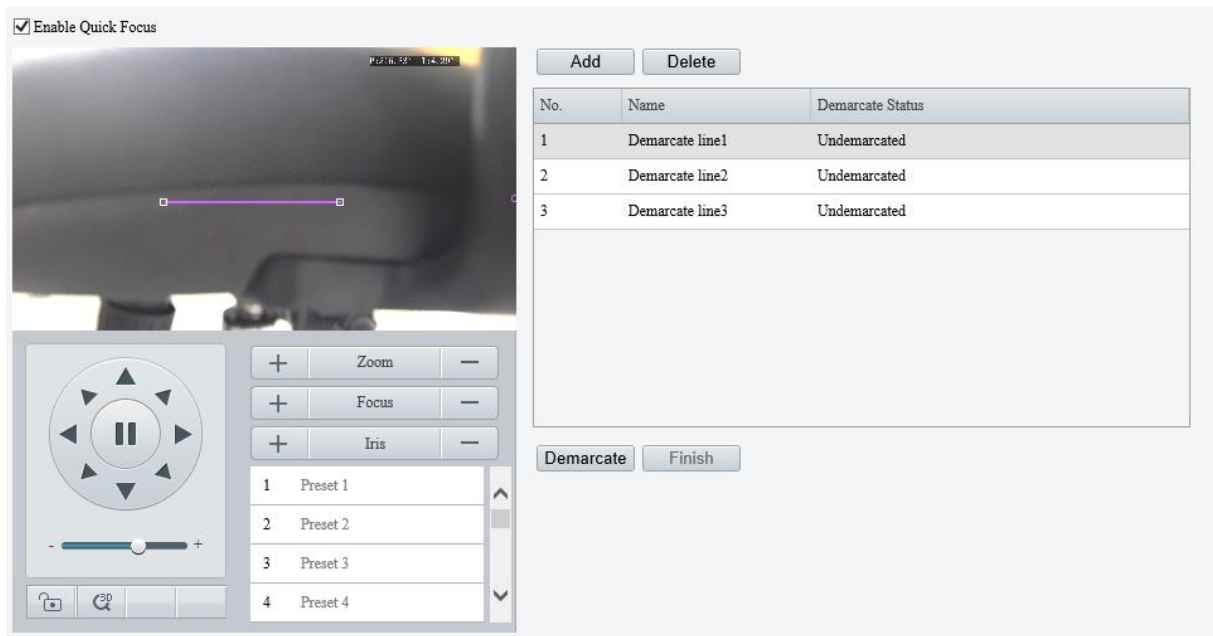 Enable Quick Focus
Add
Delete
No. Name Demarcate Status
1 Demarcate line1 Undemarcated
2 Demarcate line2 Undemarcated
3 Demarcate line3 Undemarcated
+ Zoom −
+ Focus −
+ Iris −
1 Preset 1
2 Preset 2
3 Preset 3
4 Preset 4
- +
3D
Demarcate
Finish